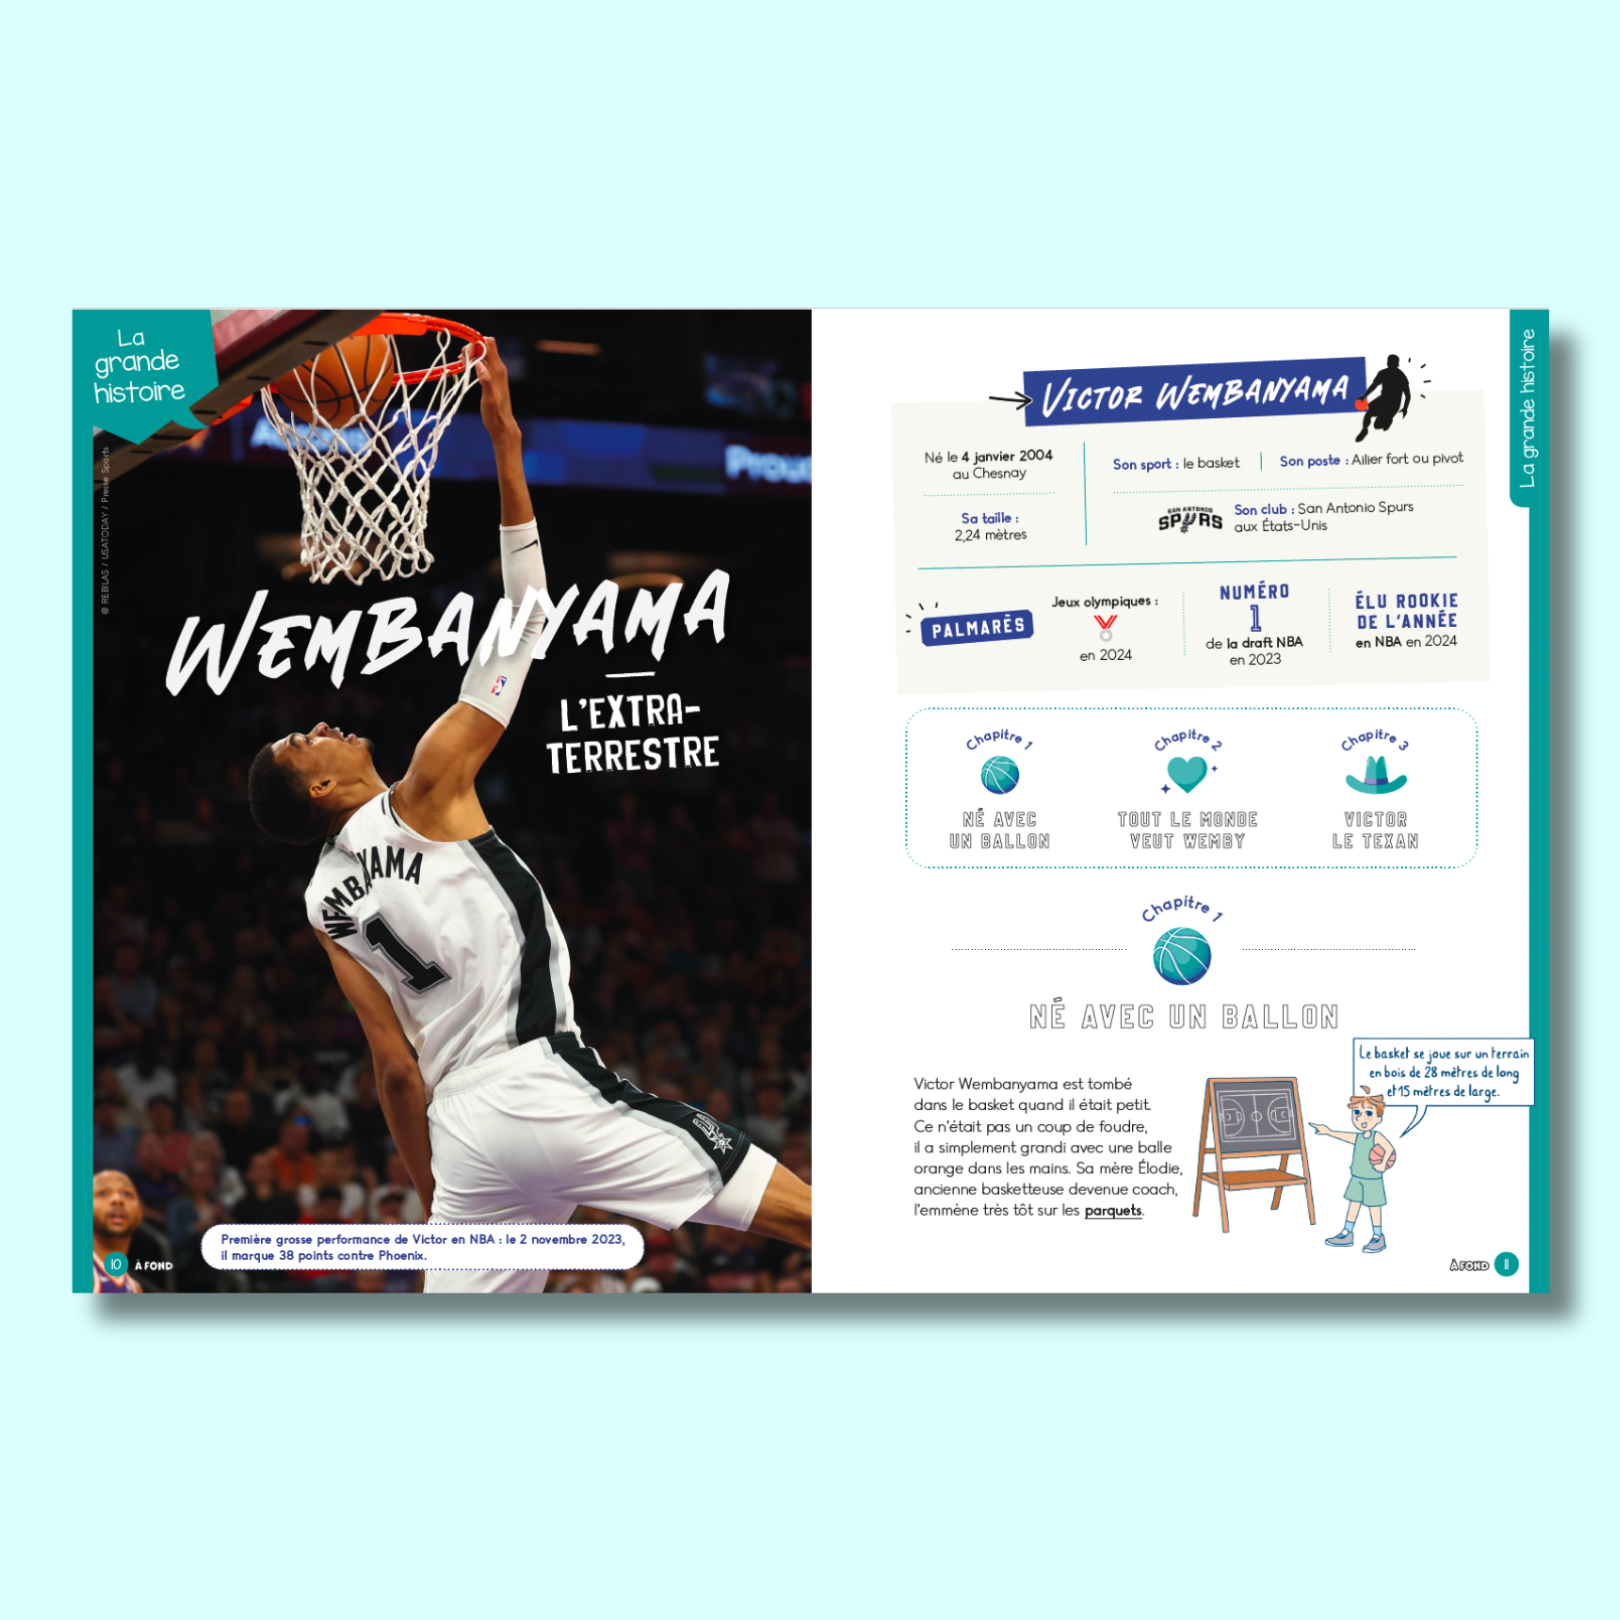 La
grande
histoire
@ REBILAS / USATODAY / Presse Sports
Proud
WEMBANYAMA
L'EXTRA-
TERRESTRE
WEMBANYAMA
1
Première grosse performance de Victor en NBA : le 2 novembre 2023,
il marque 38 points contre Phoenix.
10 À FOND
La grande histoire
VICTOR WEMBANYAMA
Né le 4 janvier 2004
au Chesnay
Sa taille :
2,24 mètres
Son sport : le basket
Son poste : Ailier fort ou pivot
SAN ANTONIO
SPURS
Son club : San Antonio Spurs
aux États-Unis
PALMARÈS
Jeux olympiques :
en 2024
NUMÉRO
1
de la draft NBA
en 2023
ÉLU ROOKIE
DE L'ANNÉE
en NBA en 2024
Chapitre 1
NÉ AVEC
UN BALLON
Chapitre 2
TOUT LE MONDE
VEUT WEMBY
Chapitre 3
VICTOR
LE TEXAN
Chapitre 1
NÉ AVEC UN BALLON
Victor Wembanyama est tombé
dans le basket quand il était petit.
Ce n'était pas un coup de foudre,
il a simplement grandi avec une balle
orange dans les mains. Sa mère Élodie,
ancienne basketteuse devenue coach,
l'emmène très tôt sur les parquets.
Le basket se joue sur un terrain
en bois de 28 mètres de long
et 15 mètres de large.
À FOND 11